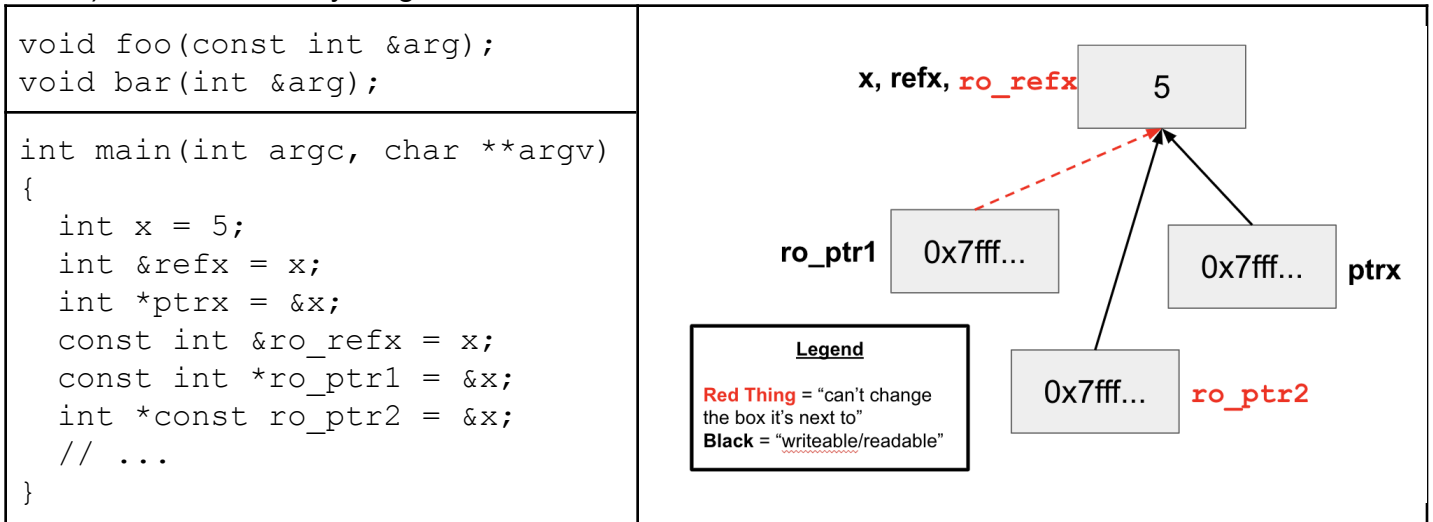 void foo(const int &arg);
void bar(int &arg);
int main(int argc, char **argv)
{
  int x = 5;
  int &refx = x;
  int *ptrx = &x;
  const int &ro_refx = x;
  const int *ro_ptr1 = &x;
  int *const ro_ptr2 = &x;
  // ...
}
x, refx, ro_refx
5
ro_ptr1
0x7fff...
0x7fff...
ptrx
0x7fff...
ro_ptr2
Legend
Red Thing = “can’t change
the box it’s next to”
Black = “writeable/readable”